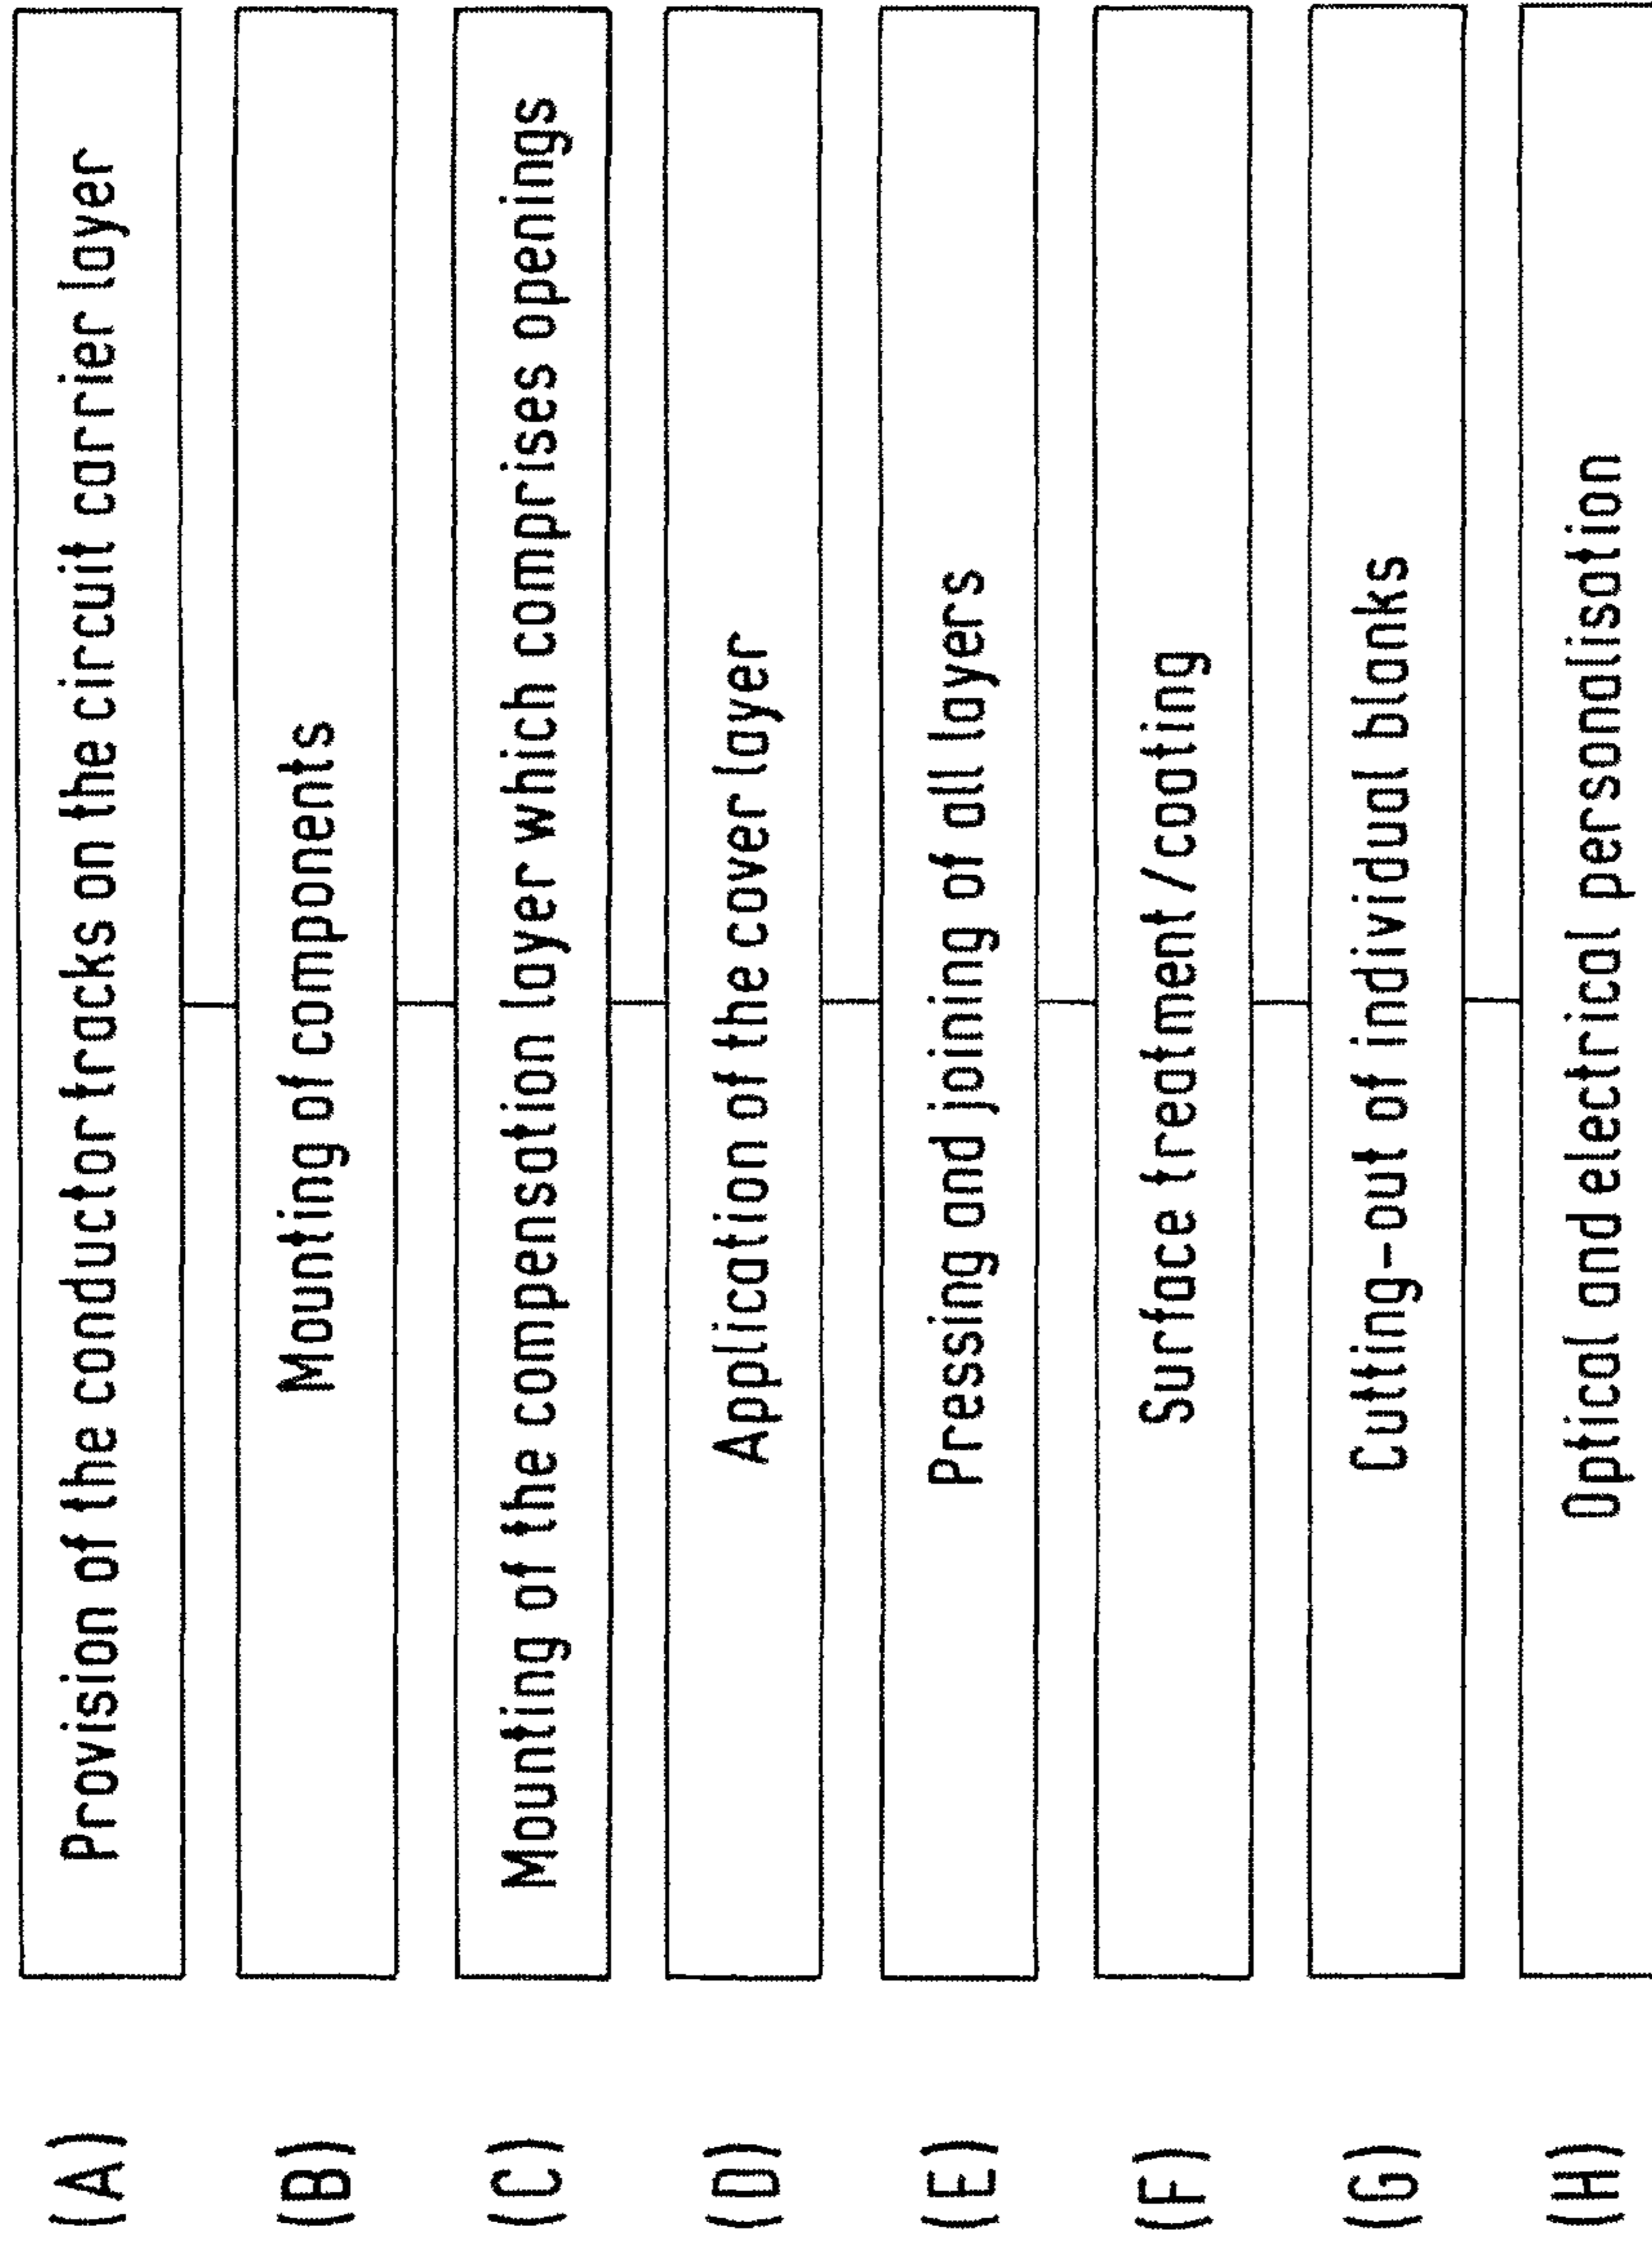 (A) Provision of the conductor tracks on the circuit carrier layer
(B) Mounting of components
(C) Mounting of the compensation layer which comprises openings
(D) Application of the cover layer
(E) Pressing and joining of all layers
(F) Surface treatment/coating
(G) Cutting-out of individual blanks
(H) Optical and electrical personalisation